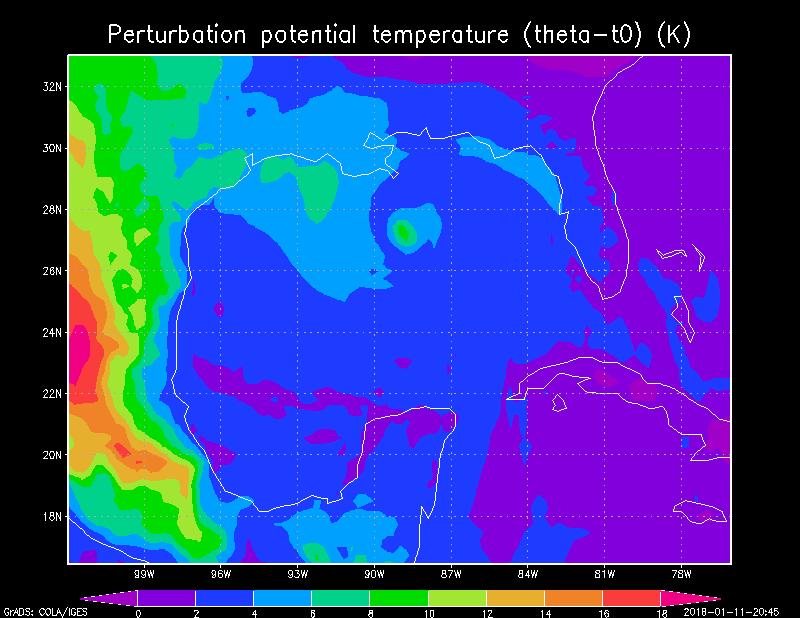 Perturbation potential temperature (theta-t0) (K)
32N
30N
28N
26N
24N
22N
20N
18N
99W 96W 93W 90W 87W 84W 81W 78W
0 2 4 6 8 10 12 14 16 18
GrADS: COLA/IGES 2018-01-11-20:45